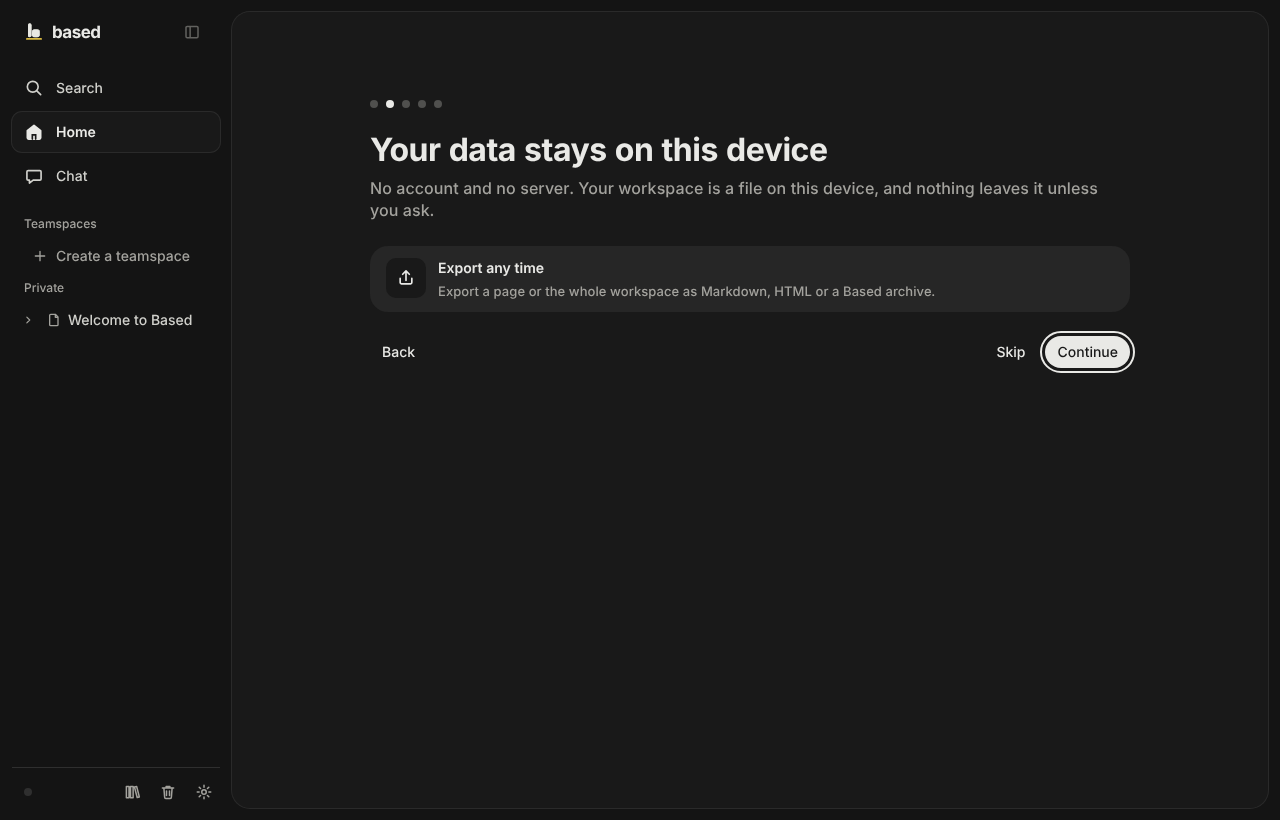 based
Search
Home
Chat
Teamspaces
Create a teamspace
Private
Welcome to Based
Your data stays on this device
No account and no server. Your workspace is a file on this device, and nothing leaves it unless
you ask.
Export any time
Export a page or the whole workspace as Markdown, HTML or a Based archive.
Back
Skip
Continue